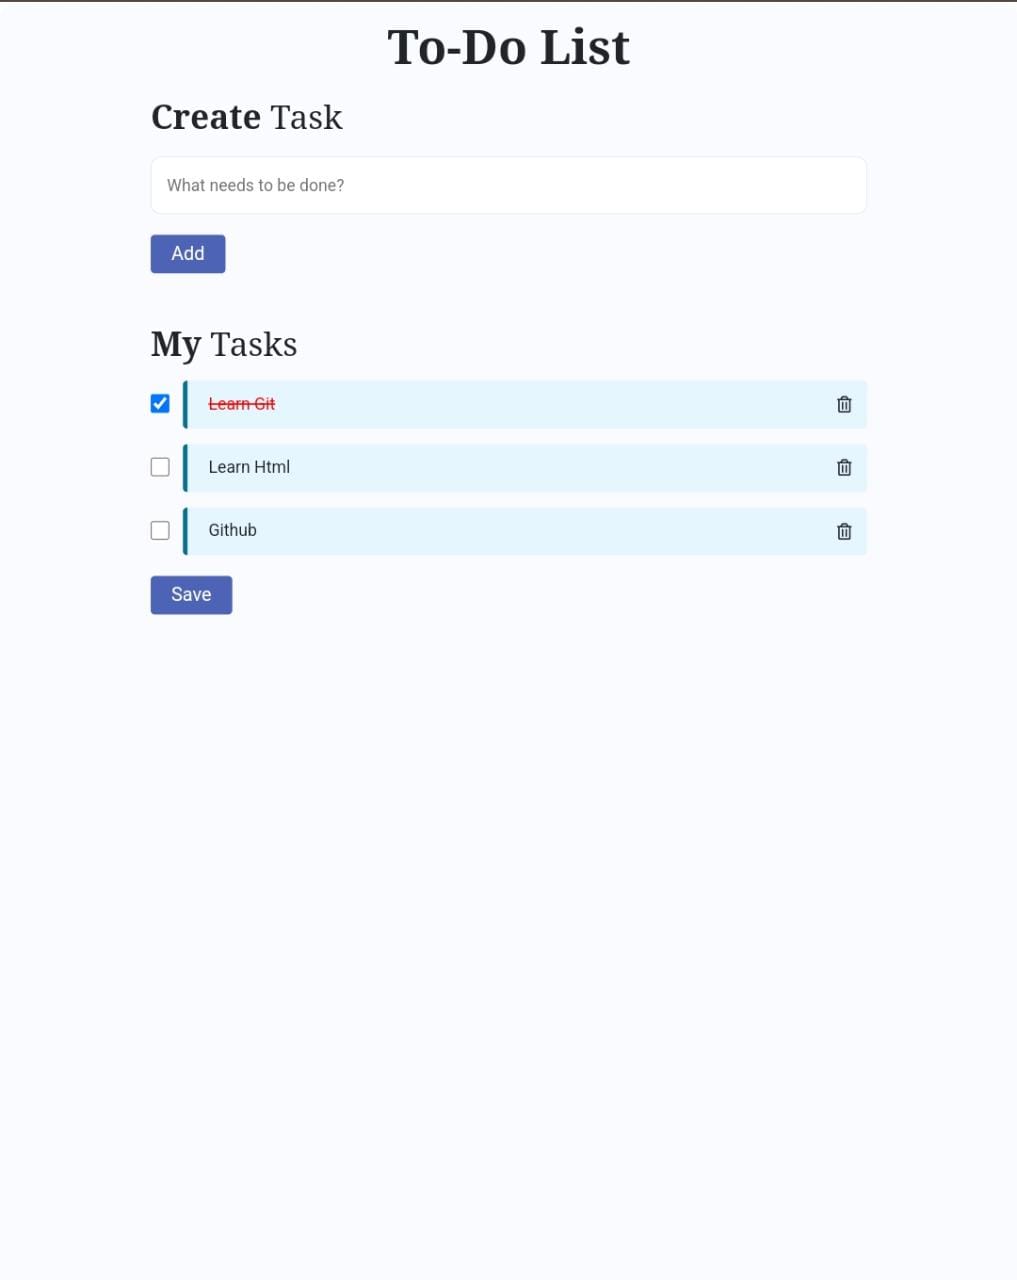 To-Do List
Create Task
What needs to be done?
Add
My Tasks
Learn Git
Learn Html
Github
Save